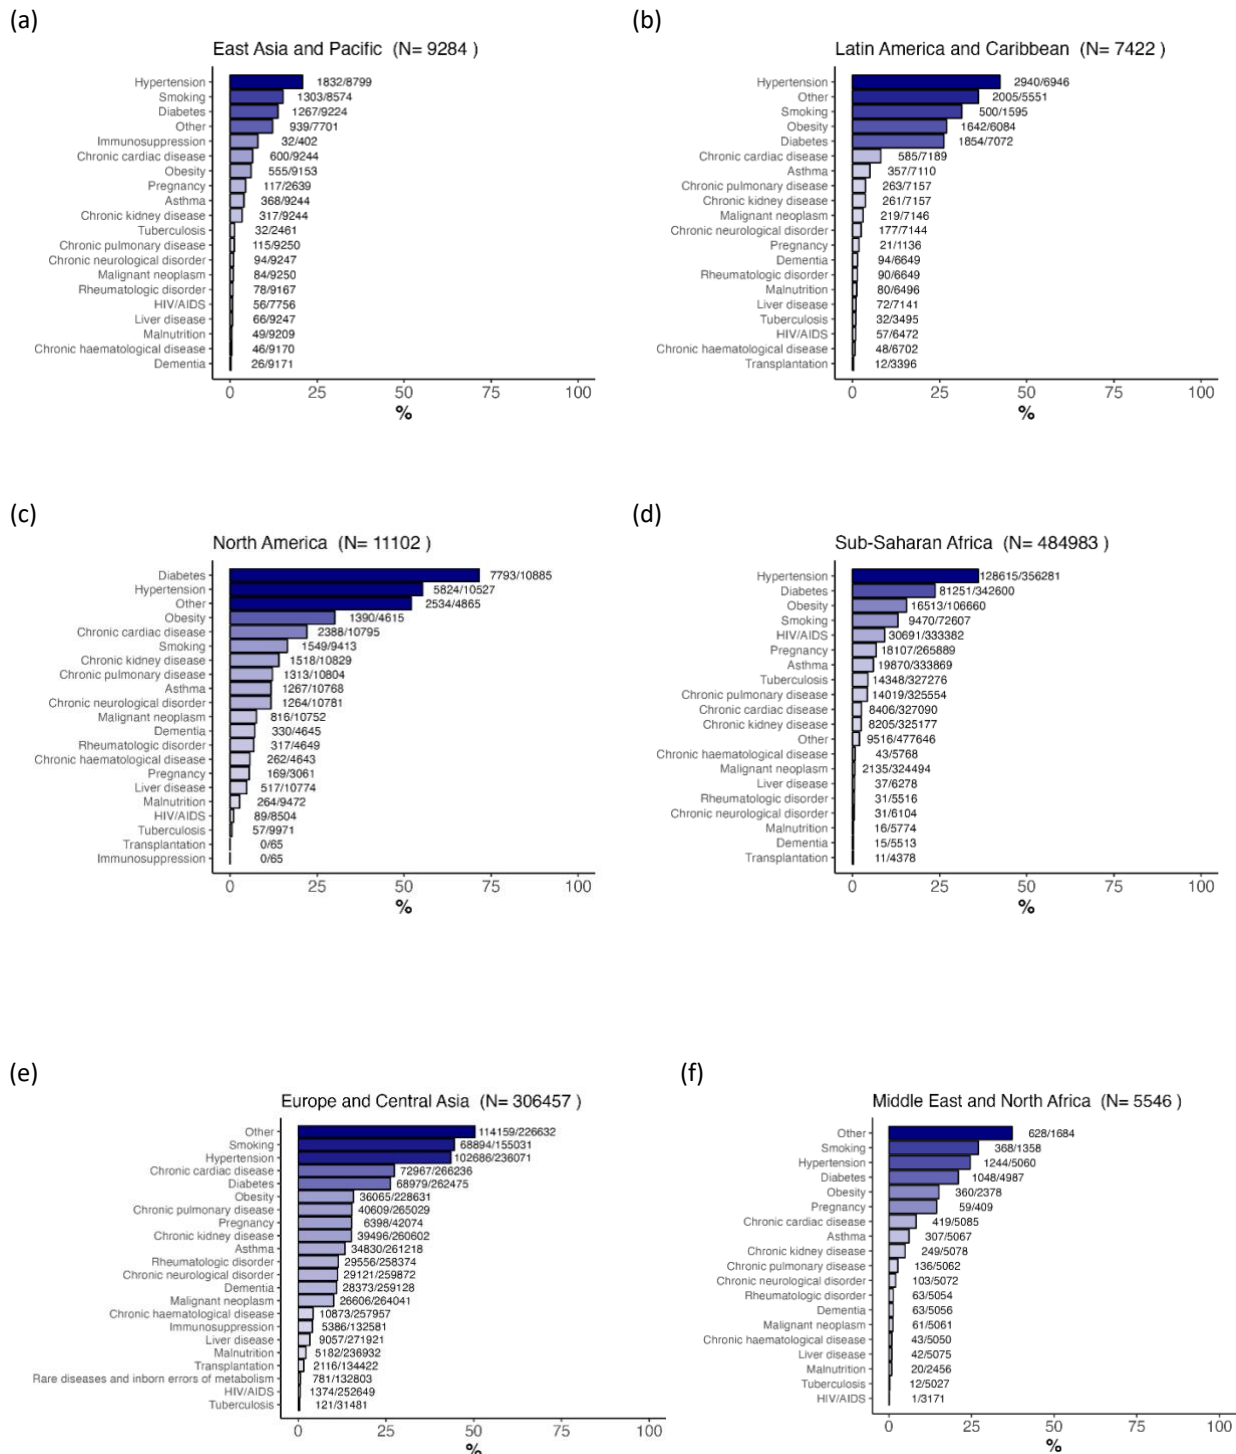 (a)
East Asia and Pacific (N= 9284 )
Hypertension 1832/8799
Smoking 1303/8574
Diabetes 1267/9224
Other 939/7701
Immunosuppression 32/402
Chronic cardiac disease 600/9244
Obesity 555/9153
Pregnancy 117/2639
Asthma 368/9244
Chronic kidney disease 317/9244
Tuberculosis 32/2461
Chronic pulmonary disease 115/9250
Chronic neurological disorder 94/9247
Malignant neoplasm 84/9250
Rheumatologic disorder 78/9167
HIV/AIDS 56/7756
Liver disease 66/9247
Malnutrition 49/9209
Chronic haematological disease 46/9170
Dementia 26/9171
0 25 50 75 100
%
(b)
Latin America and Caribbean (N= 7422 )
Hypertension 2940/6946
Other 2005/5551
Smoking 500/1595
Obesity 1642/6084
Diabetes 1854/7072
Chronic cardiac disease 585/7189
Asthma 357/7110
Chronic pulmonary disease 263/7157
Chronic kidney disease 261/7157
Malignant neoplasm 219/7146
Chronic neurological disorder 177/7144
Pregnancy 21/1136
Dementia 94/6649
Rheumatologic disorder 90/6649
Malnutrition 80/6496
Liver disease 72/7141
Tuberculosis 32/3495
HIV/AIDS 57/6472
Chronic haematological disease 48/6702
Transplantation 12/3396
0 25 50 75 100
%
(c)
North America (N= 11102 )
Diabetes 7793/10885
Hypertension 5824/10527
Other 2534/4865
Obesity 1390/4615
Chronic cardiac disease 2388/10795
Smoking 1549/9413
Chronic kidney disease 1518/10829
Chronic pulmonary disease 1313/10804
Asthma 1267/10768
Chronic neurological disorder 1264/10781
Malignant neoplasm 816/10752
Dementia 330/4645
Rheumatologic disorder 317/4649
Chronic haematological disease 262/4643
Pregnancy 169/3061
Liver disease 517/10774
Malnutrition 264/9472
HIV/AIDS 89/8504
Tuberculosis 57/9971
Transplantation 0/65
Immunosuppression 0/65
0 25 50 75 100
%
(d)
Sub-Saharan Africa (N= 484983 )
Hypertension 128615/356281
Diabetes 81251/342600
Obesity 16513/106660
Smoking 9470/72607
HIV/AIDS 30691/333382
Pregnancy 18107/265889
Asthma 19870/333869
Tuberculosis 14348/327276
Chronic pulmonary disease 14019/325554
Chronic cardiac disease 8406/327090
Chronic kidney disease 8205/325177
Other 9516/477646
Chronic haematological disease 43/5768
Malignant neoplasm 2135/324494
Liver disease 37/6278
Rheumatologic disorder 31/5516
Chronic neurological disorder 31/6104
Malnutrition 16/5774
Dementia 15/5513
Transplantation 11/4378
0 25 50 75 100
%
(e)
Europe and Central Asia (N= 306457 )
Other 114159/226632
Smoking 68894/155031
Hypertension 102686/236071
Chronic cardiac disease 72967/266236
Diabetes 68979/262475
Obesity 36065/228631
Chronic pulmonary disease 40609/265029
Pregnancy 6398/42074
Chronic kidney disease 39496/260602
Asthma 34830/261218
Rheumatologic disorder 29556/258374
Chronic neurological disorder 29121/259872
Dementia 28373/259128
Malignant neoplasm 26606/264041
Chronic haematological disease 10873/257957
Immunosuppression 5386/132581
Liver disease 9057/271921
Malnutrition 5182/236932
Transplantation 2116/134422
Rare diseases and inborn errors of metabolism 781/132803
HIV/AIDS 1374/252649
Tuberculosis 121/31481
0 25 50 75 100
%
(f)
Middle East and North Africa (N= 5546 )
Other 628/1684
Smoking 368/1358
Hypertension 1244/5060
Diabetes 1048/4987
Obesity 360/2378
Pregnancy 59/409
Chronic cardiac disease 419/5085
Asthma 307/5067
Chronic kidney disease 249/5078
Chronic pulmonary disease 136/5062
Chronic neurological disorder 103/5072
Rheumatologic disorder 63/5054
Dementia 63/5056
Malignant neoplasm 61/5061
Chronic haematological disease 43/5050
Liver disease 42/5075
Malnutrition 20/2456
Tuberculosis 12/5027
HIV/AIDS 1/3171
0 25 50 75 100
%